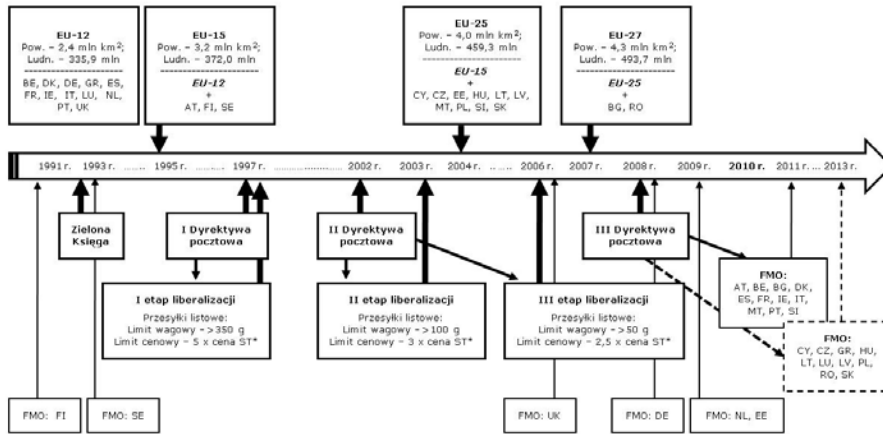 EU-12
Pow. - 2,4 mln km²;
Ludn. - 335,9 mln
BE, DK, DE, GR, ES,
FR, IE, IT, LU, NL,
PT, UK
EU-15
Pow. - 3,2 mln km²;
Ludn. - 372,0 mln
EU-12
+
AT, FI, SE
EU-25
Pow. - 4,0 mln km²;
Ludn. - 459,3 mln
EU-15
+
CY, CZ, EE, HU, LT, LV,
MT, PL, SI, SK
EU-27
Pow. - 4,3 mln km²;
Ludn. - 493,7 mln
EU-25
+
BG, RO
1991 r. 1993 r. ....... 1995 r. .......... 1997 r. ...................... 2002 r. 2003 r. 2004 r. .. .... 2006 r. 2007 r. 2008 r. 2009 r. 2010 r. 2011 r. ... 2013 r.
Zielona
Księga
I Dyrektywa
pocztowa
II Dyrektywa
pocztowa
III Dyrektywa
pocztowa
I etap liberalizacji
Przesyłki listowe:
Limit wagowy - >350 g
Limit cenowy - 5 x cena ST*
II etap liberalizacji
Przesyłki listowe:
Limit wagowy - >100 g
Limit cenowy - 3 x cena ST*
III etap liberalizacji
Przesyłki listowe:
Limit wagowy - >50 g
Limit cenowy - 2,5 x cena ST*
FMO:
AT, BE, BG, DK,
ES, FR, IE, IT,
MT, PT, SI
FMO:
CY, CZ, GR, HU,
LT, LU, LV, PL,
RO, SK
FMO: FI
FMO: SE
FMO: UK
FMO: DE
FMO: NL, EE